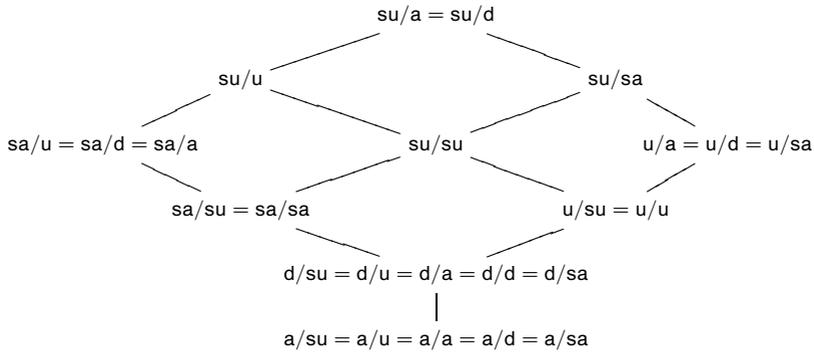 su/a = su/d
su/u su/sa
sa/u = sa/d = sa/a su/su u/a = u/d = u/sa
sa/su = sa/sa u/su = u/u
d/su = d/u = d/a = d/d = d/sa
a/su = a/u = a/a = a/d = a/sa